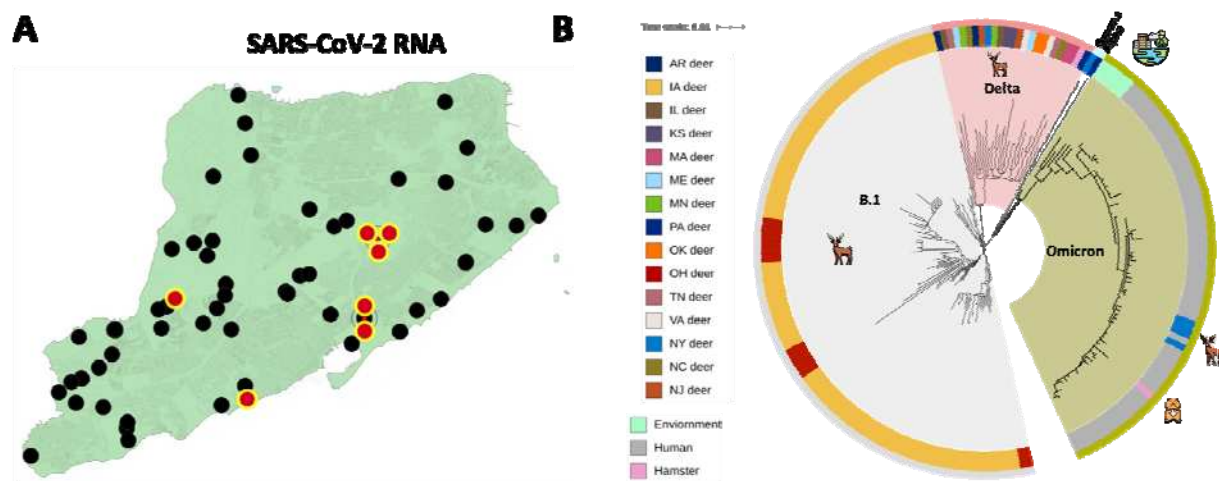 A
SARS-CoV-2 RNA
B
AR deer
IA deer
IL deer
KS deer
MA deer
ME deer
MN deer
PA deer
OK deer
OH deer
TN deer
VA deer
NY deer
NC deer
NJ deer
Enviornment
Human
Hamster
Delta
B.1
Omicron